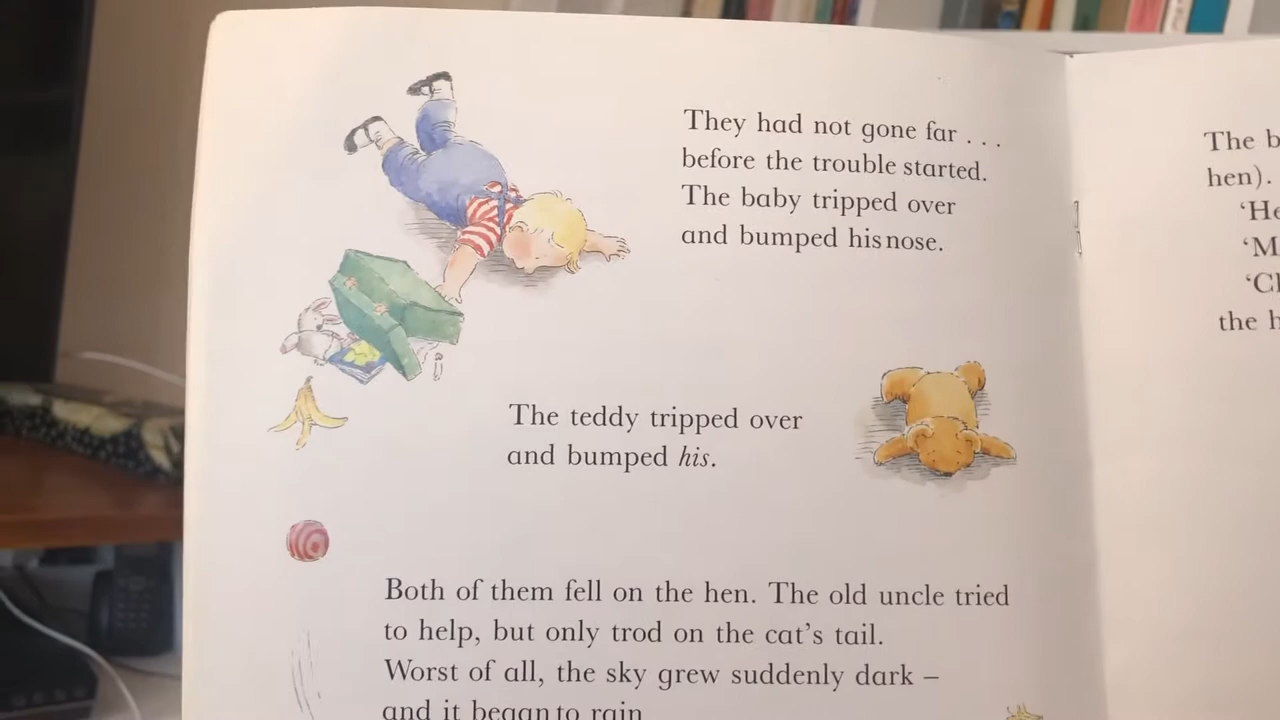 They had not gone far . . .
before the trouble started.
The baby tripped over
and bumped his nose.
The teddy tripped over
and bumped his.
Both of them fell on the hen. The old uncle tried
to help, but only trod on the cat's tail.
Worst of all, the sky grew suddenly dark –
and it began to rain
The
hen).
the